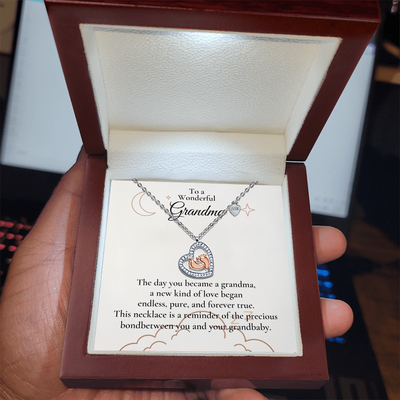 To a
Wonderful
Grandma
The day you became a grandma,
a new kind of love began
endless, pure, and forever true.
This necklace is a reminder of the precious
bondbetween you and your grandbaby.